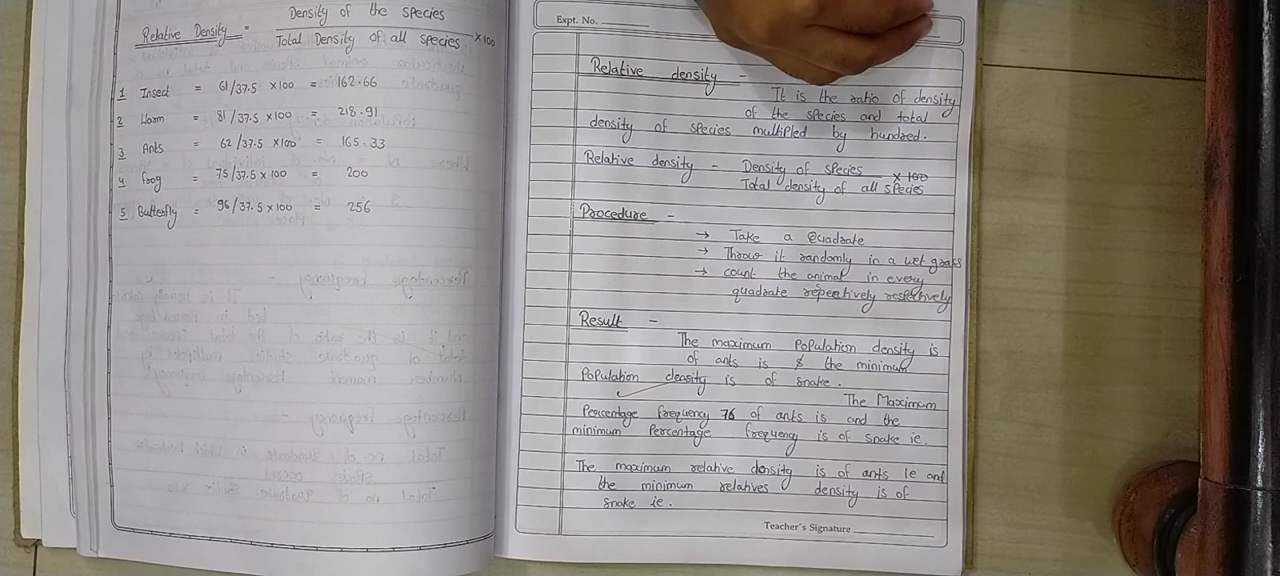 Relative Density = Density of the species
Total Density of all species ×100
1 Insect = 61/37.5 ×100 = 162.66
2 Warm = 81/37.5 ×100 = 218.91
3 Ants = 62/37.5 ×100 = 165.33
4 frog = 75/37.5 ×100 = 200
5 Butterfly = 96/37.5 ×100 = 256
Expt. No.
Relative density -
It is the ratio of density
of the species and total
density of species multipled by hundred.
Relative density - Density of species × 100
Total density of all species
Procedure -
→ Take a Quadrate
→ Throw it randomly in a wet grass
→ count the animal in every
quadrate repectively respctively
Result -
The maximum Population density is
of ants is & the minimum
Population density is of snake.
The Maximum
Percentage frequency 76 of ants is and the
minimum Percentage frequency is of snake ie.
The maximum relative density is of ants ie and
the minimum relatives density is of
snake ie.
Teacher's Signature